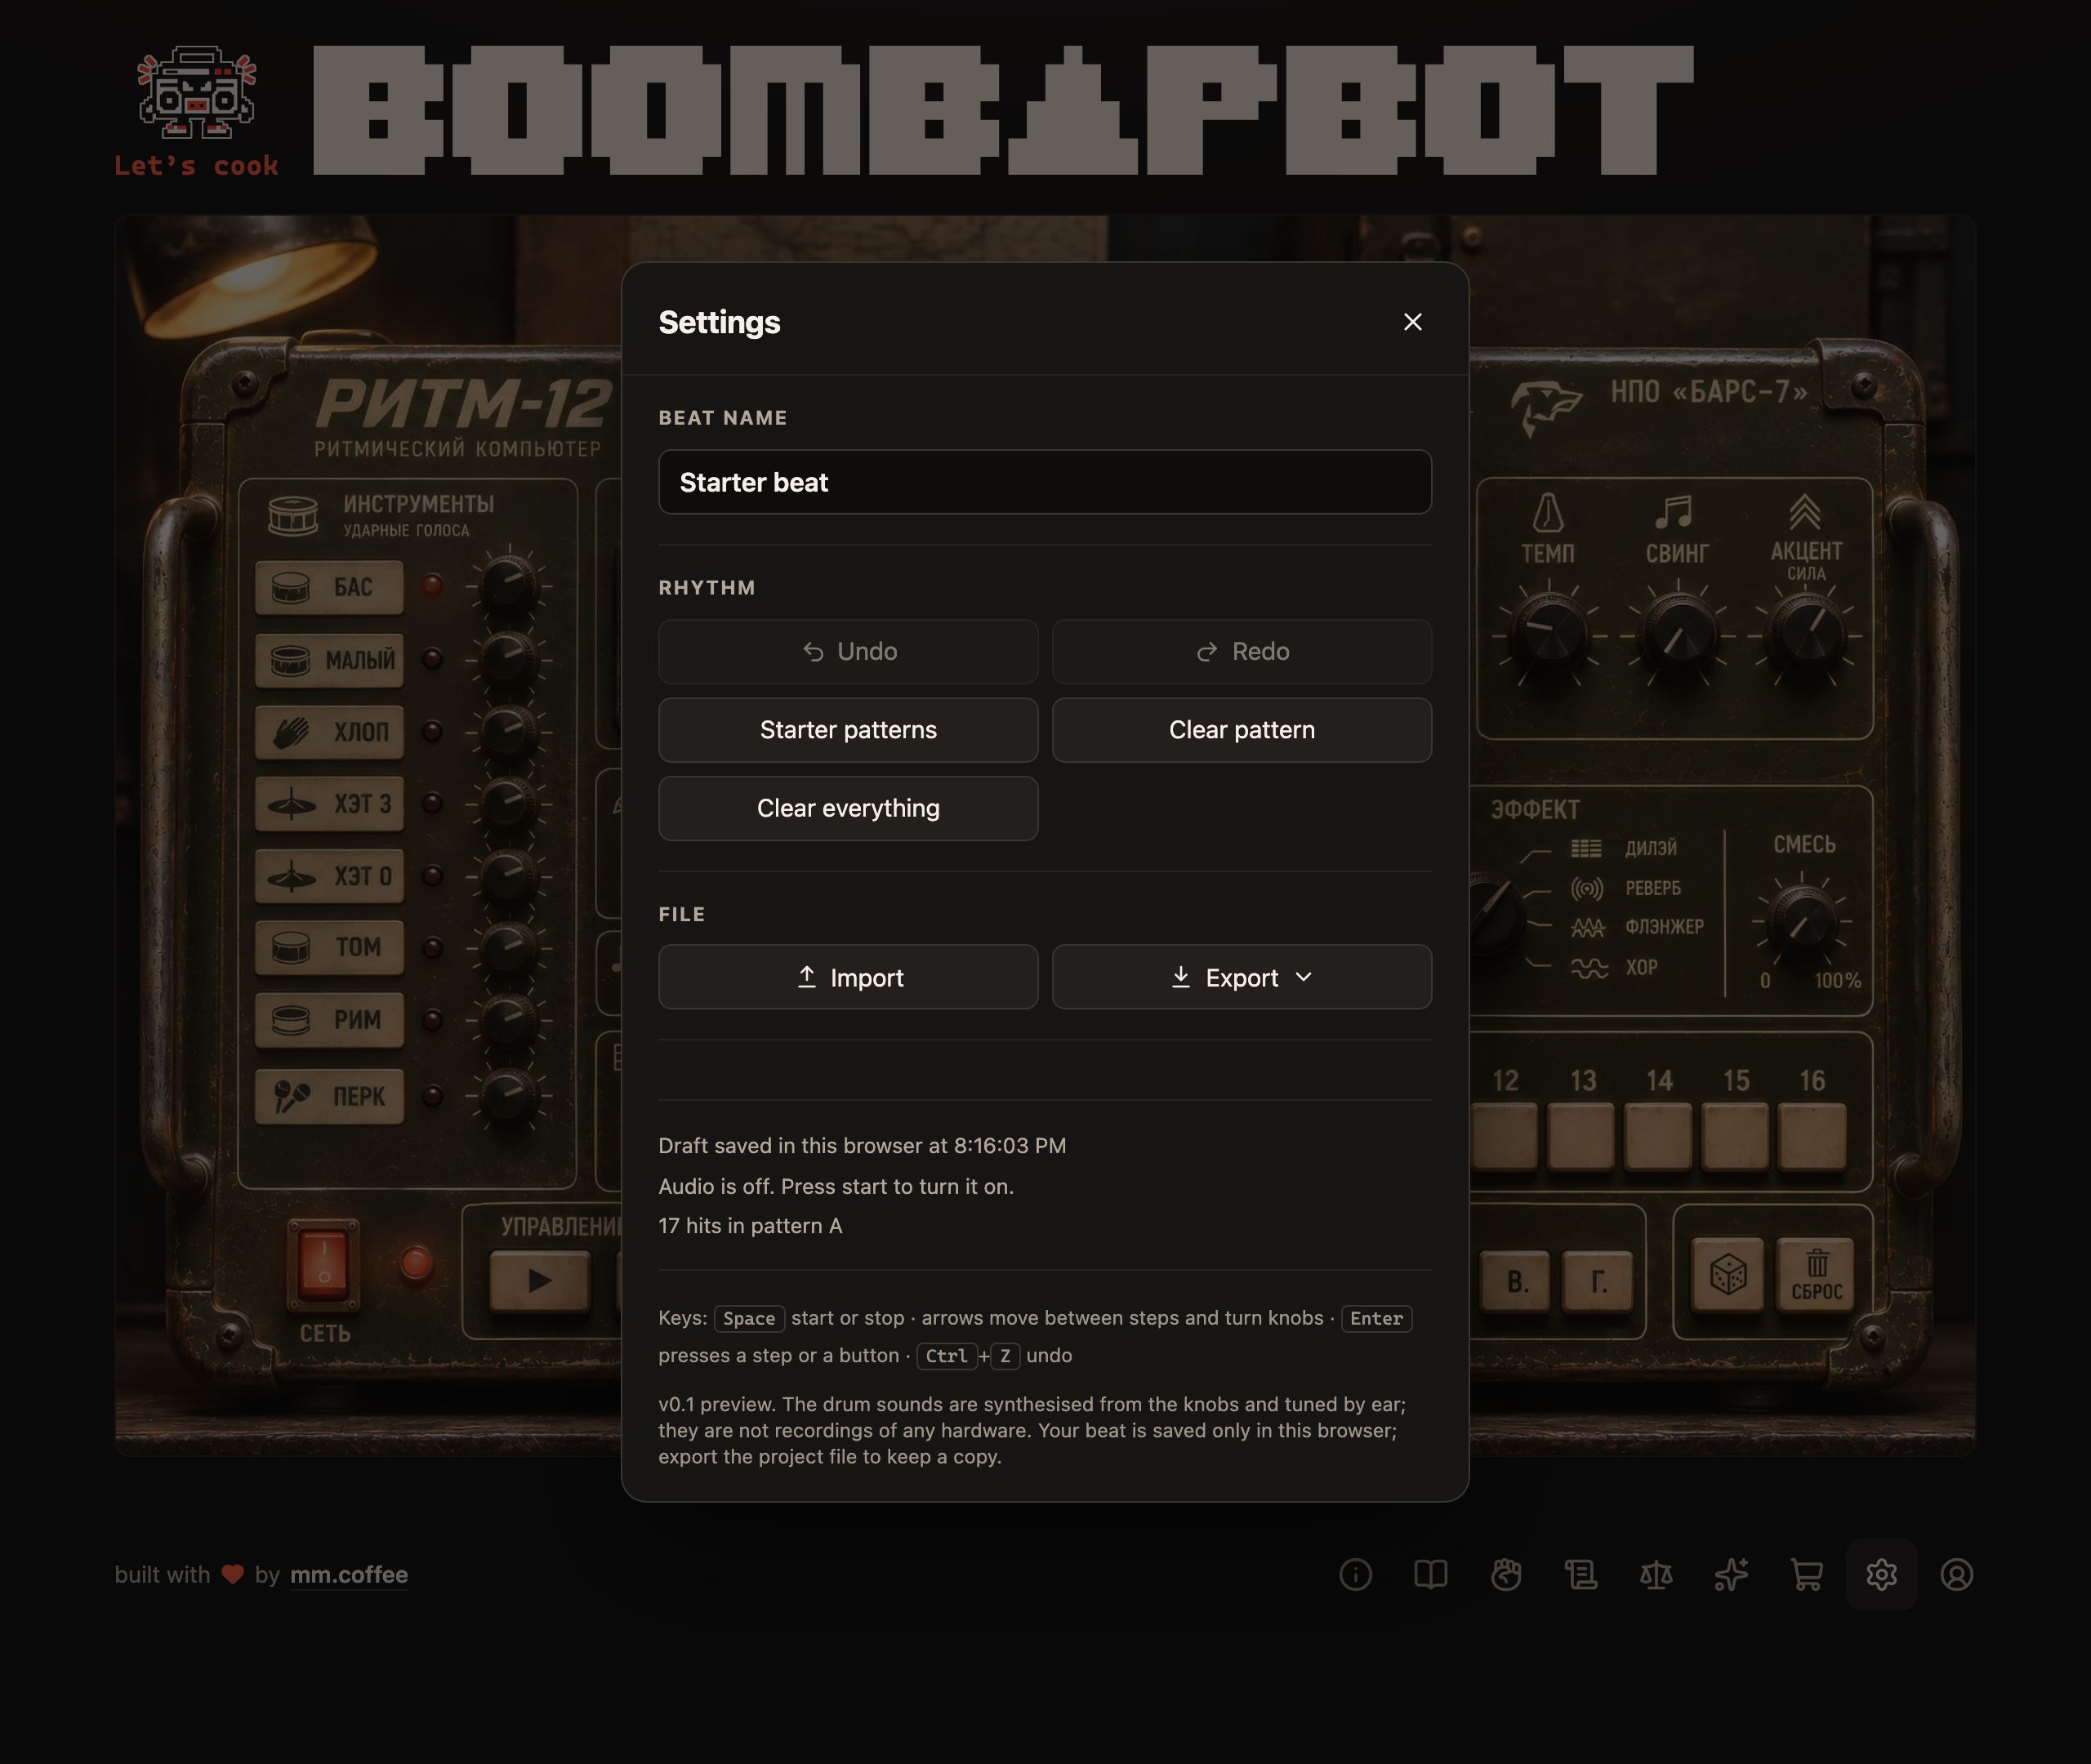 Let's cook
BOOMBAPBOT
РИТМ-12
РИТМИЧЕСКИЙ КОМПЬЮТЕР
ИНСТРУМЕНТЫ
УДАРНЫЕ ГОЛОСА
БАС
МАЛЫЙ
ХЛОП
ХЭТ З
ХЭТ О
ТОМ
РИМ
ПЕРК
СЕТЬ
Settings
BEAT NAME
Starter beat
RHYTHM
Undo
Redo
Starter patterns
Clear pattern
Clear everything
FILE
Import
Export
Draft saved in this browser at 8:16:03 PM
Audio is off. Press start to turn it on.
17 hits in pattern A
Keys: Space start or stop · arrows move between steps and turn knobs · Enter
presses a step or a button · Ctrl+Z undo
v0.1 preview. The drum sounds are synthesised from the knobs and tuned by ear;
they are not recordings of any hardware. Your beat is saved only in this browser;
export the project file to keep a copy.
НПО «БАРС-7»
ТЕМП
СВИНГ
АКЦЕНТ
СИЛА
ЭФФЕКТ
ДИЛЭЙ
РЕВЕРБ
ФЛЭНЖЕР
ХОР
СМЕСЬ
0 100%
12 13 14 15 16
В. Г.
СБРОС
built with ❤ by mm.coffee